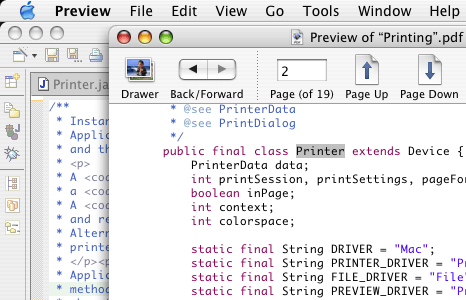 Preview File Edit View Go Tools Window Help
Preview of “Printing”.pdf
Drawer Back/Forward
2
Page (of 19) Page Up Page Down
Printer.ja
/**
* Instan
* Applic
* and th
* <p>
* A <cod
* a <cod
* A <cod
* and re
* Altern
* printe
* </p><p
* Applic
* method
* @see PrinterData
* @see PrintDialog
*/
public final class Printer extends Device {
PrinterData data;
int printSession, printSettings, pageFor
boolean inPage;
int context;
int colorspace;
static final String DRIVER = "Mac";
static final String PRINTER_DRIVER = "Pr
static final String FILE_DRIVER = "File"
static final String PREVIEW_DRIVER = "Pr